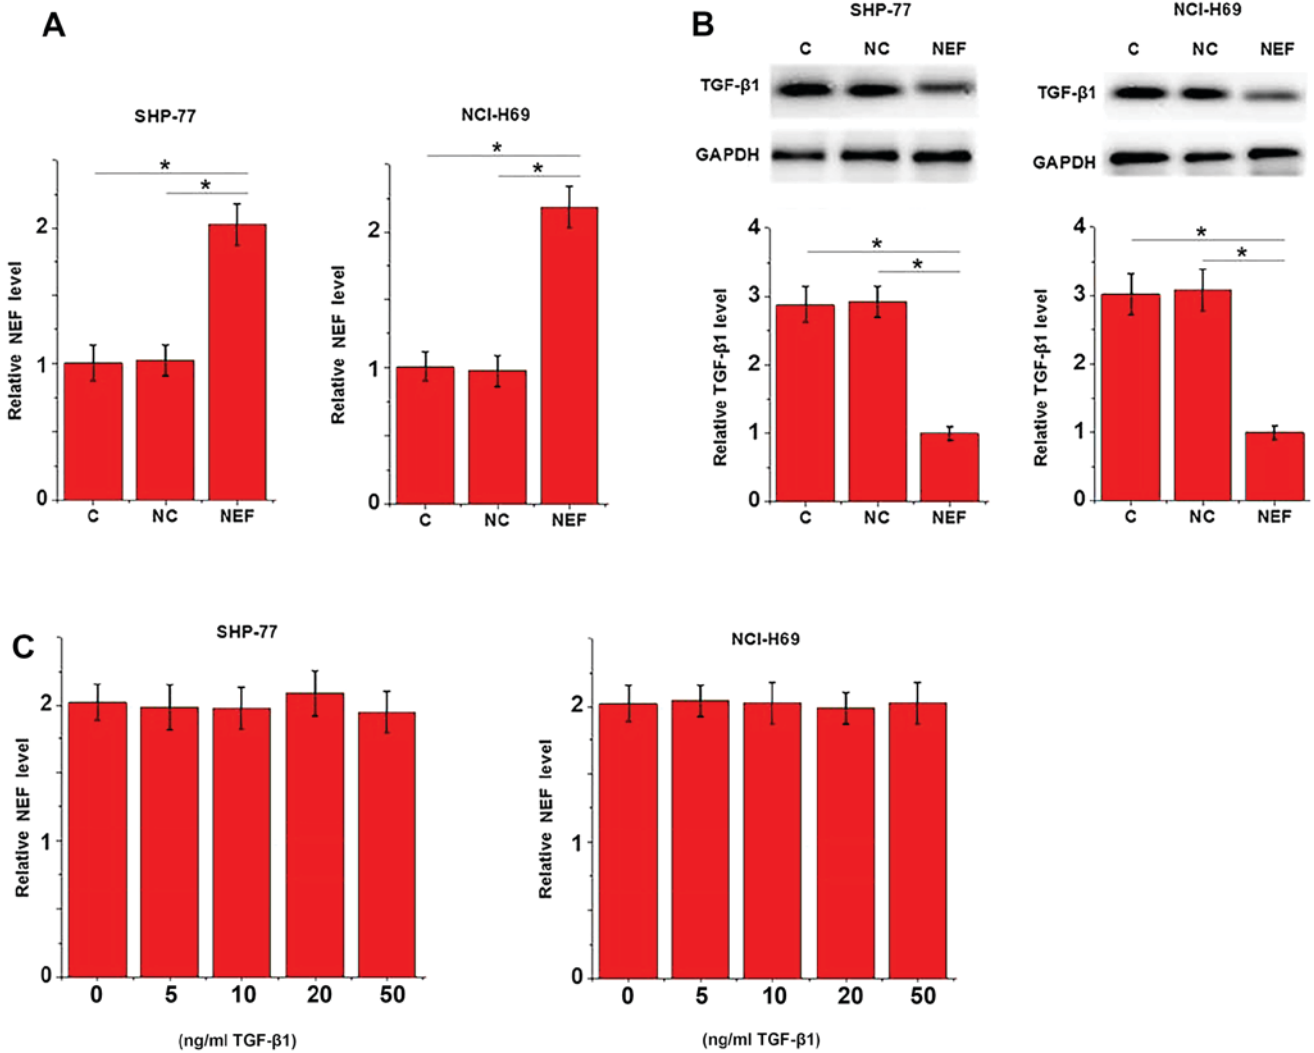 A
SHP-77
*
*
2
1
0
Relative NEF level
C NC NEF
NCI-H69
*
*
2
1
0
Relative NEF level
C NC NEF
B
SHP-77
C NC NEF
TGF-β1
GAPDH
*
*
4
3
2
1
0
Relative TGF-β1 level
C NC NEF
NCI-H69
C NC NEF
TGF-β1
GAPDH
*
*
4
3
2
1
0
Relative TGF-β1 level
C NC NEF
C
SHP-77
2
1
0
Relative NEF level
0 5 10 20 50
(ng/ml TGF-β1)
NCI-H69
2
1
0
Relative NEF level
0 5 10 20 50
(ng/ml TGF-β1)